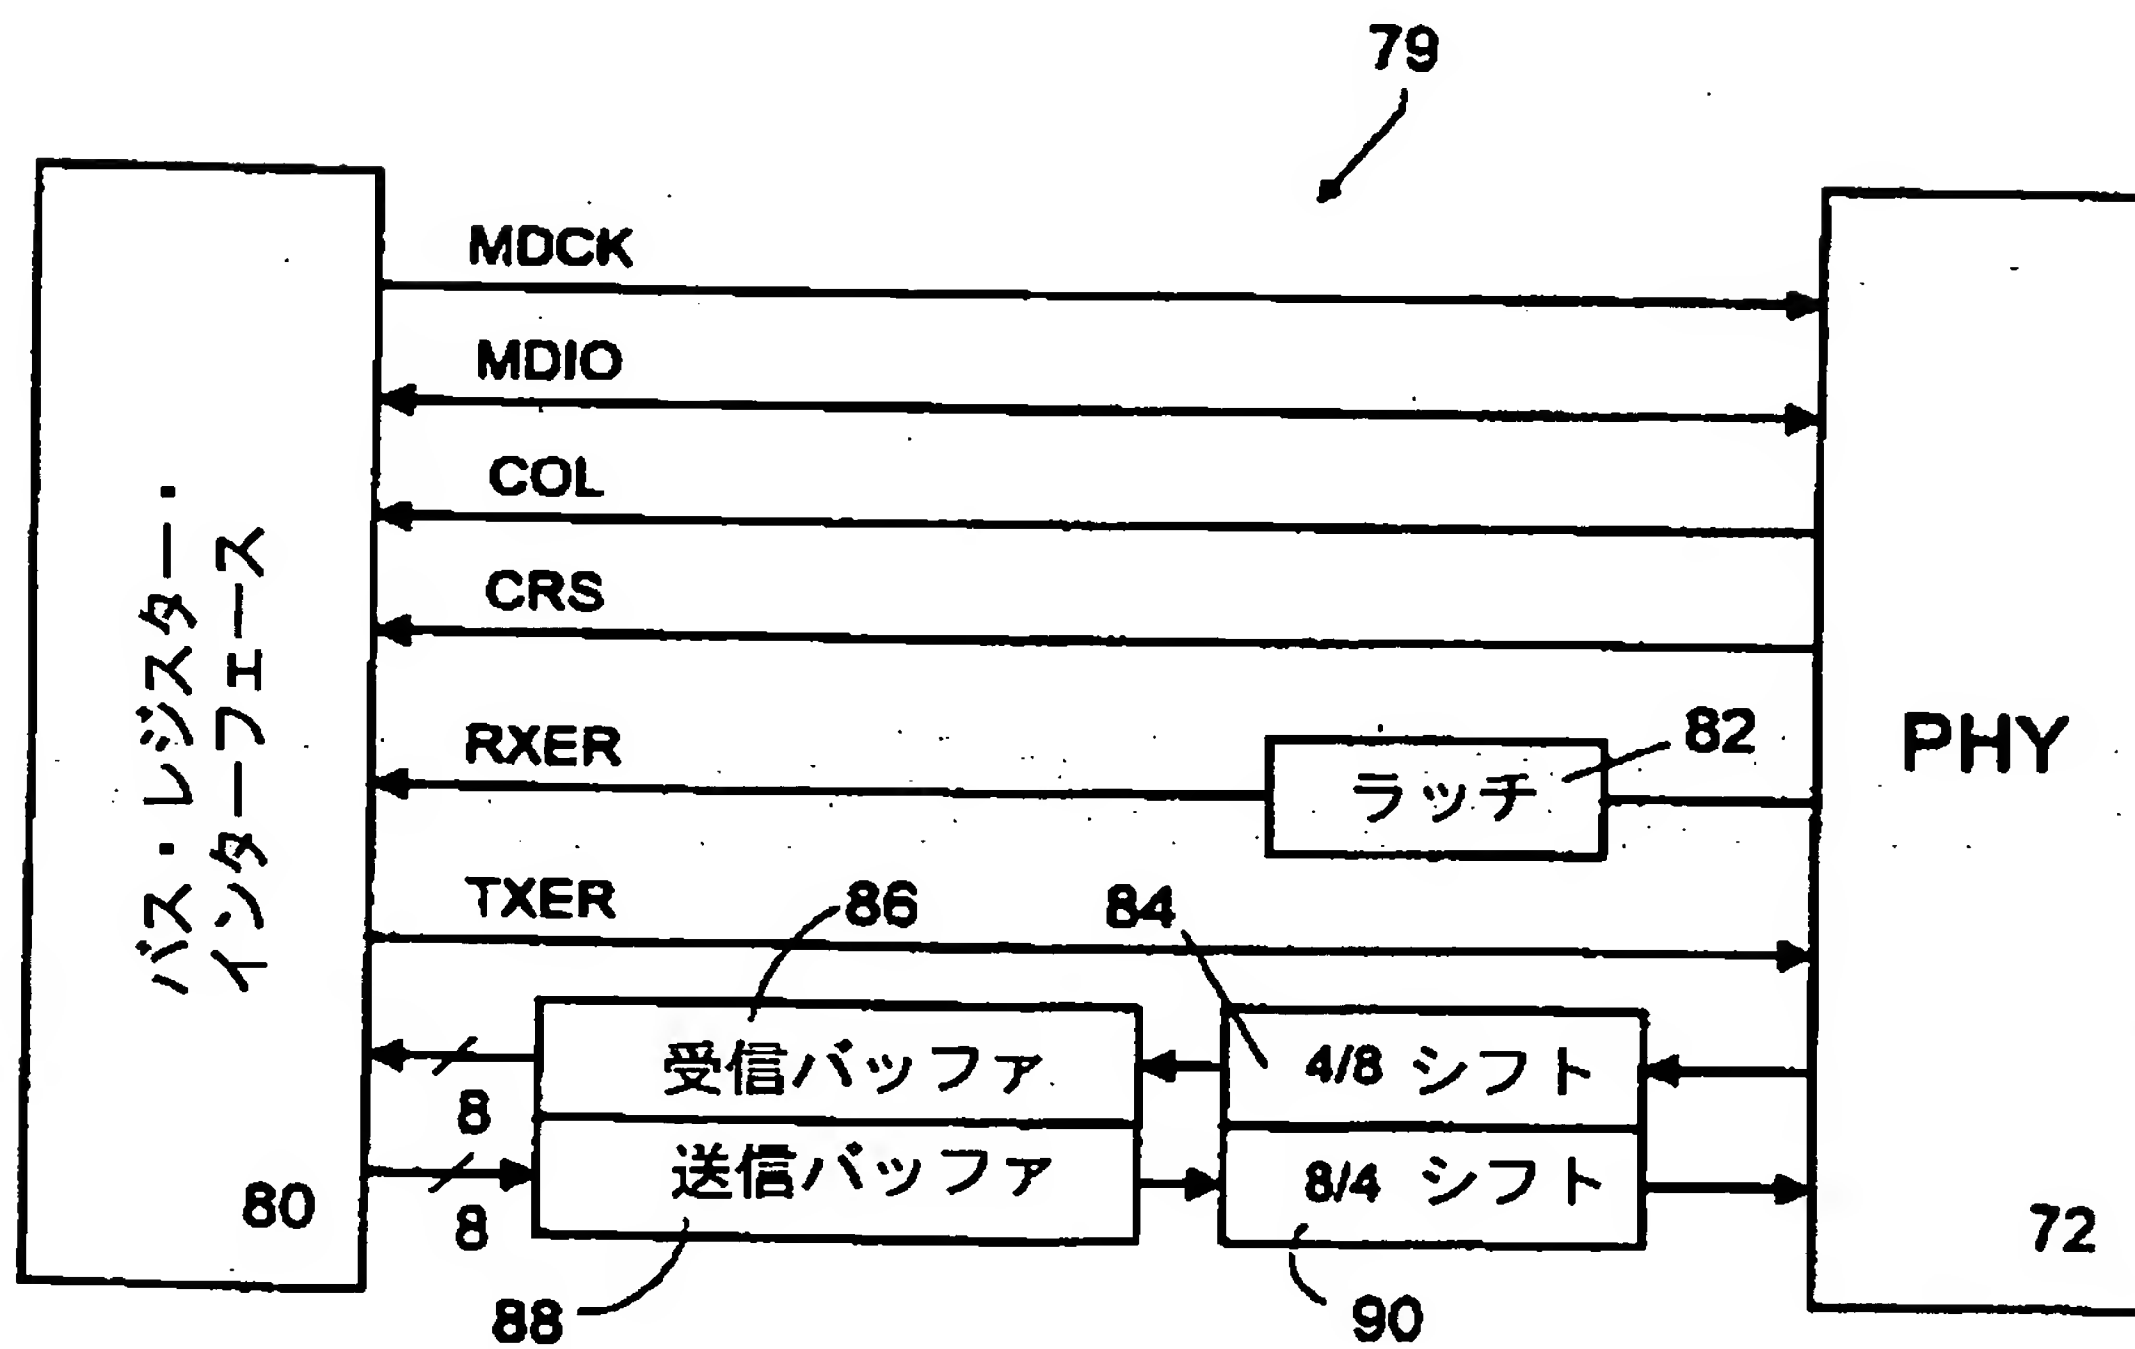 79
MDCK
MDIO
COL
CRS
RXER
ラッチ
82
TXER
86
84
受信バッファ
4/8 シフト
8
送信バッファ
8/4 シフト
8
88
90
バス・レジスター・
インターフェース
80
PHY
72